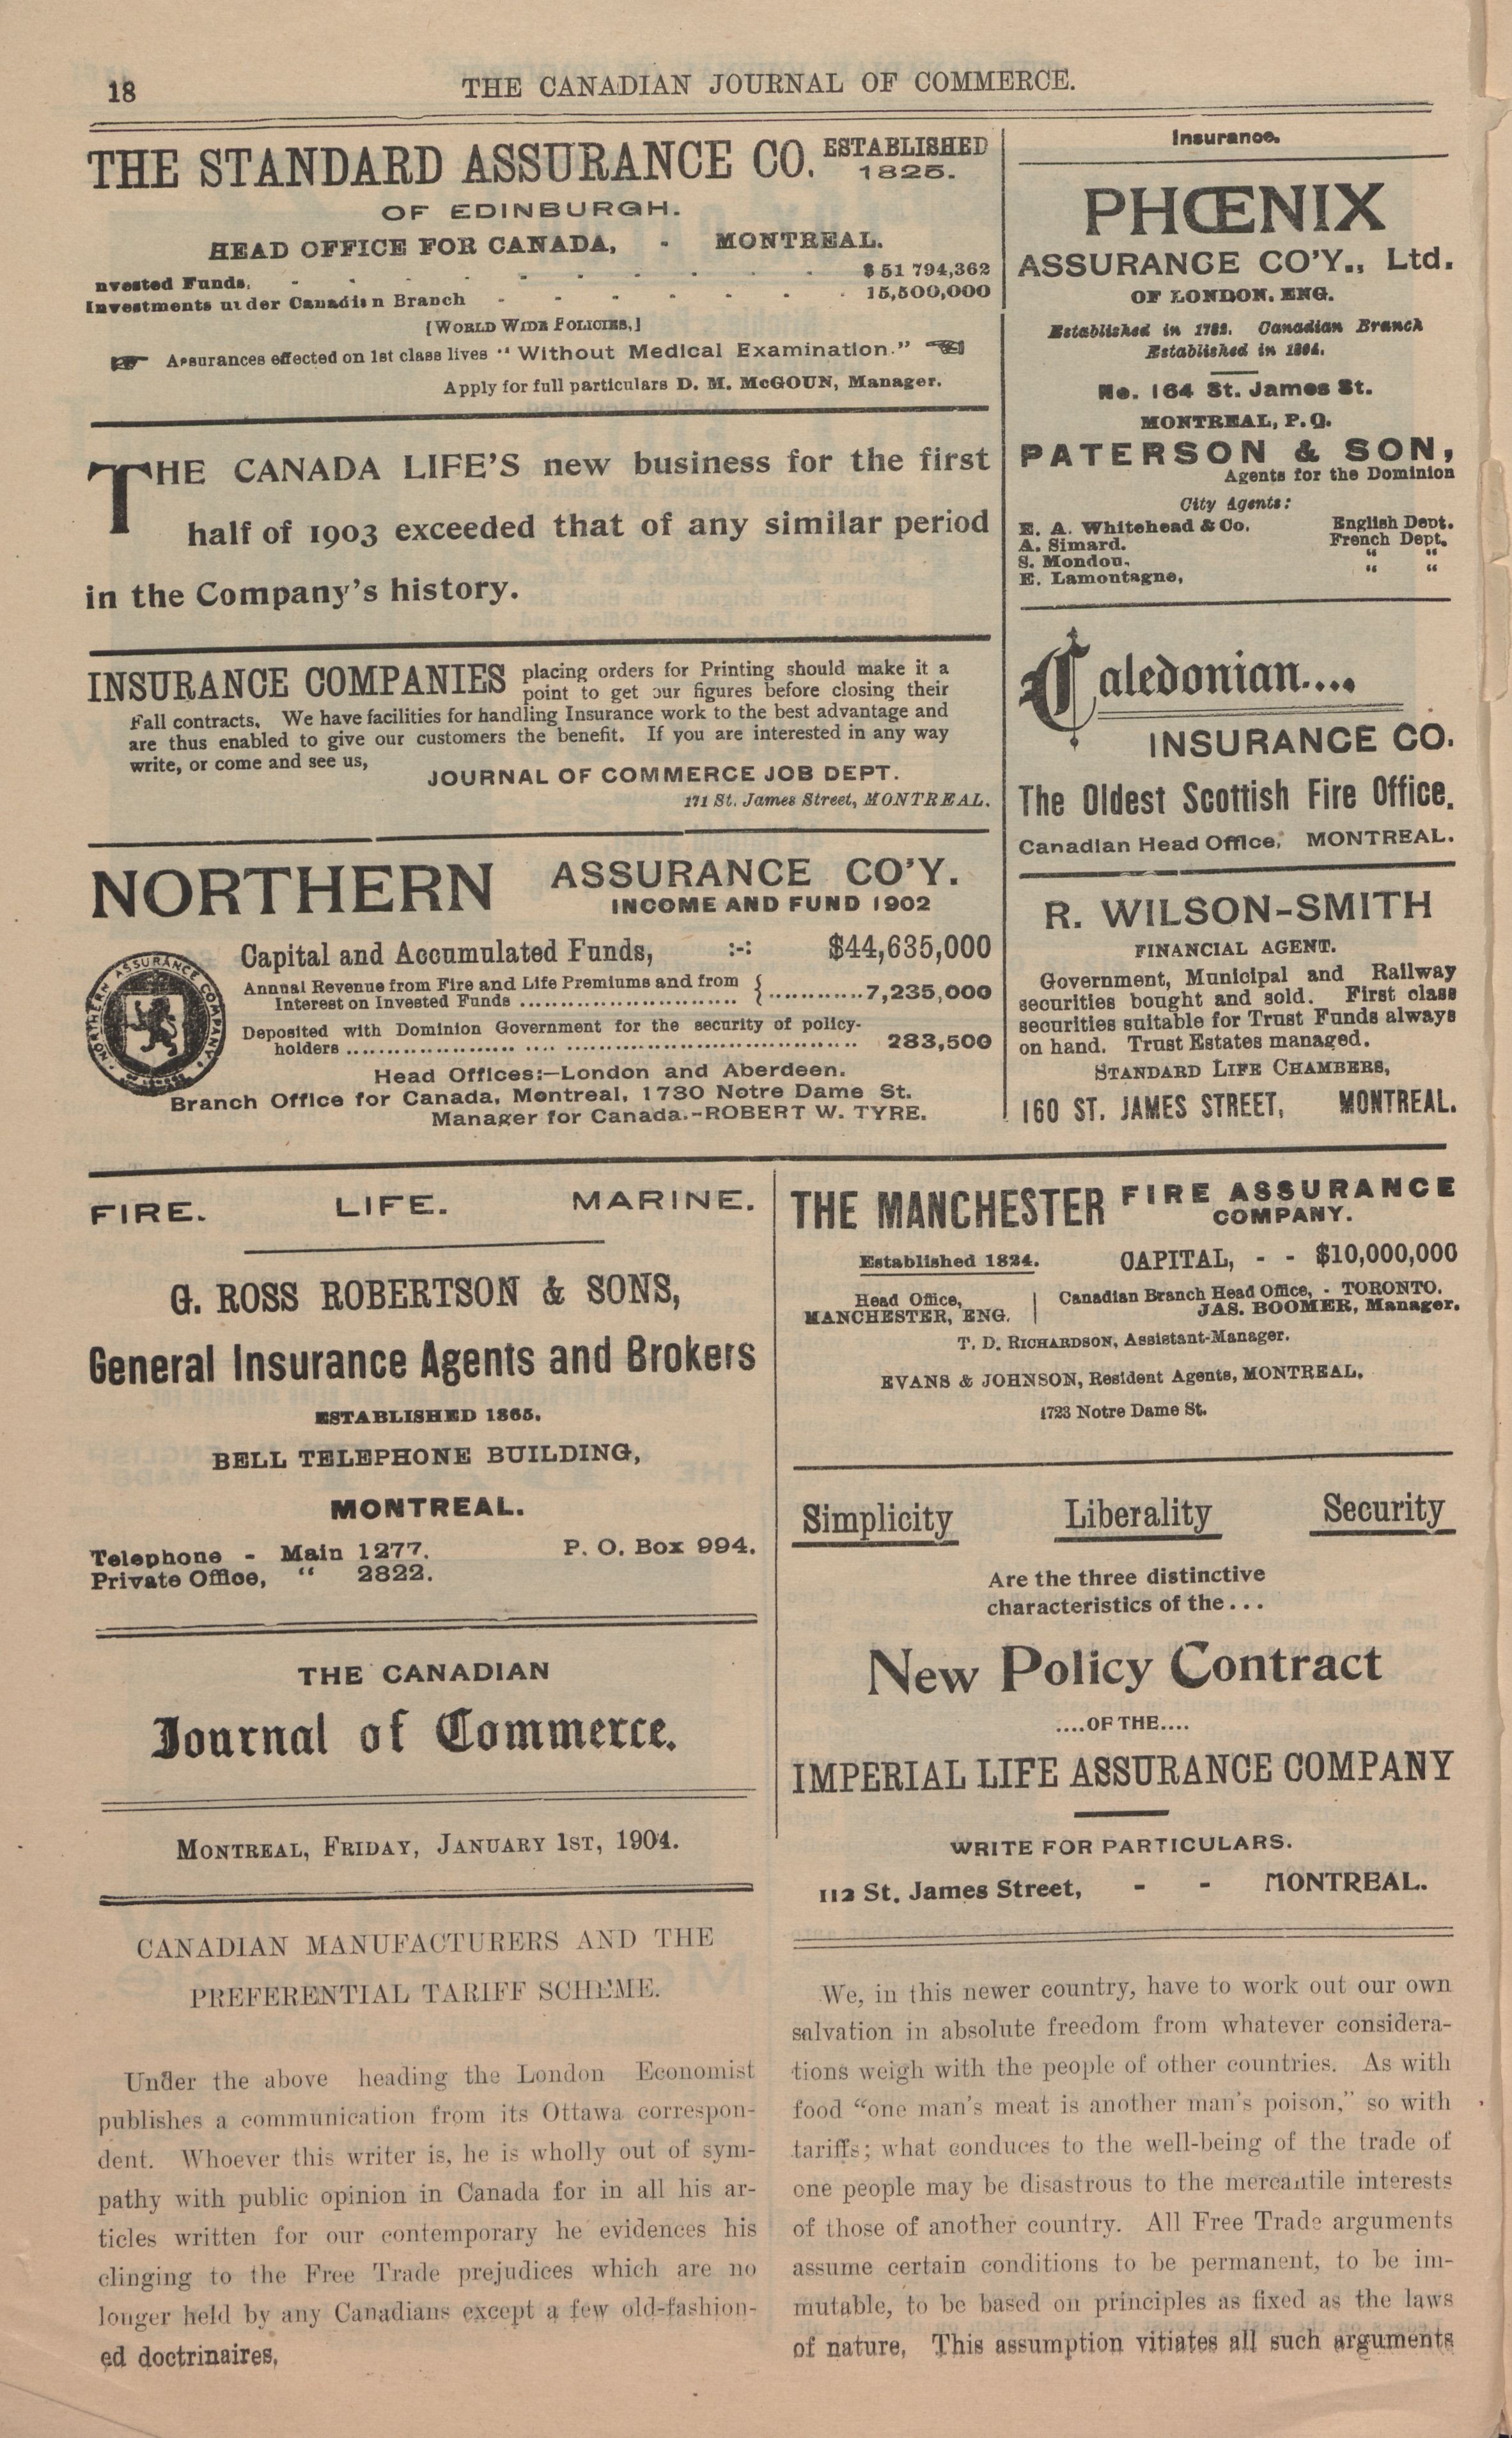 18
THE CANADIAN JOURNAL OF COMMERCE.
THE STANDARD ASSURANCE CO. ESTABLISHED 1825.
OF EDINBURGH.
HEAD OFFICE FOR CANADA, - MONTREAL.
nvested Funds, - - - - - - - - - - $ 51 794,362
Investments under Canadian Branch - - - - - - - 15,500,000
[WORLD WIDE POLICIES,]
Assurances effected on 1st class lives "Without Medical Examination."
Apply for full particulars D. M. McGOUN, Manager.
THE CANADA LIFE'S new business for the first
half of 1903 exceeded that of any similar period
in the Company's history.
INSURANCE COMPANIES placing orders for Printing should make it a
point to get our figures before closing their
Fall contracts. We have facilities for handling Insurance work to the best advantage and
are thus enabled to give our customers the benefit. If you are interested in any way
write, or come and see us,
JOURNAL OF COMMERCE JOB DEPT.
171 St. James Street, MONTREAL.
NORTHERN ASSURANCE CO'Y.
INCOME AND FUND 1902
NORTHERN ASSURANCE COMPANY
Capital and Accumulated Funds, :-: $44,635,000
Annual Revenue from Fire and Life Premiums and from
Interest on Invested Funds ............ 7,235,000
Deposited with Dominion Government for the security of policy-
holders ............ 283,500
Head Offices:—London and Aberdeen.
Branch Office for Canada, Montreal, 1730 Notre Dame St.
Manager for Canada.-ROBERT W. TYRE.
Insurance.
PHŒNIX
ASSURANCE CO'Y., Ltd.
OF LONDON. ENG.
Established in 1782. Canadian Branch
Established in 1804.
No. 164 St. James St.
MONTREAL, P.Q.
PATERSON & SON,
Agents for the Dominion
City Agents:
E. A. Whitehead & Co. English Dept.
A. Simard. French Dept.
S. Mondou. " "
E. Lamontagne, " "
Caledonian....
INSURANCE CO.
The Oldest Scottish Fire Office.
Canadian Head Office, MONTREAL.
R. WILSON-SMITH
FINANCIAL AGENT.
Government, Municipal and Railway
securities bought and sold. First class
securities suitable for Trust Funds always
on hand. Trust Estates managed.
STANDARD LIFE CHAMBERS,
160 ST. JAMES STREET, MONTREAL.
FIRE. LIFE. MARINE.
G. ROSS ROBERTSON & SONS,
General Insurance Agents and Brokers
ESTABLISHED 1865.
BELL TELEPHONE BUILDING,
MONTREAL.
Telephone - Main 1277. P. O. Box 994.
Private Office, " 2822.
THE CANADIAN
Journal of Commerce.
MONTREAL, FRIDAY, JANUARY 1ST, 1904.
CANADIAN MANUFACTURERS AND THE
PREFERENTIAL TARIFF SCHEME.
Under the above heading the London Economist
publishes a communication from its Ottawa correspon-
dent. Whoever this writer is, he is wholly out of sym-
pathy with public opinion in Canada for in all his ar-
ticles written for our contemporary he evidences his
clinging to the Free Trade prejudices which are no
longer held by any Canadians except a few old-fashion-
ed doctrinaires,
THE MANCHESTER FIRE ASSURANCE
COMPANY.
Established 1824. CAPITAL, - - $10,000,000
Head Office, Canadian Branch Head Office, - TORONTO.
MANCHESTER, ENG. JAS. BOOMER, Manager.
T. D. RICHARDSON, Assistant-Manager.
EVANS & JOHNSON, Resident Agents, MONTREAL,
1723 Notre Dame St.
Simplicity Liberality Security
Are the three distinctive
characteristics of the...
New Policy Contract
....OF THE....
IMPERIAL LIFE ASSURANCE COMPANY
WRITE FOR PARTICULARS.
112 St. James Street, - - MONTREAL.
We, in this newer country, have to work out our own
salvation in absolute freedom from whatever considera-
tions weigh with the people of other countries. As with
food "one man's meat is another man's poison," so with
tariffs; what conduces to the well-being of the trade of
one people may be disastrous to the mercantile interests
of those of another country. All Free Trade arguments
assume certain conditions to be permanent, to be im-
mutable, to be based on principles as fixed as the laws
of nature, This assumption vitiates all such arguments